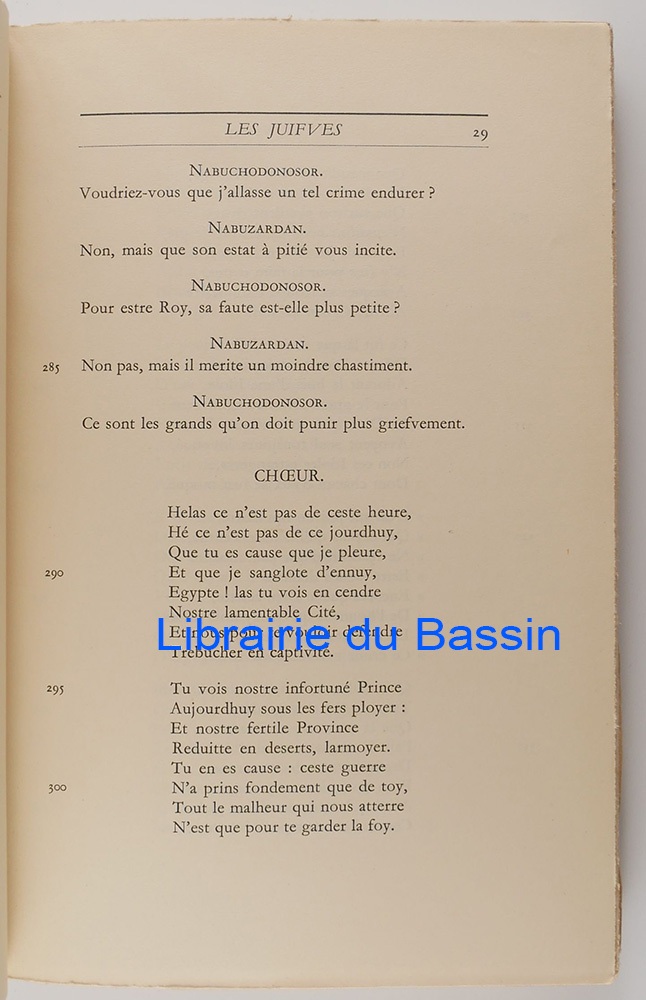 LES JUIFVES 29
NABUCHODONOSOR.
Voudriez-vous que j'allasse un tel crime endurer ?
NABUZARDAN.
Non, mais que son estat à pitié vous incite.
NABUCHODONOSOR.
Pour estre Roy, sa faute est-elle plus petite ?
NABUZARDAN.
285 Non pas, mais il merite un moindre chastiment.
NABUCHODONOSOR.
Ce sont les grands qu'on doit punir plus griefvement.
CHŒUR.
Helas ce n'est pas de ceste heure,
Hé ce n'est pas de ce jourdhuy,
Que tu es cause que je pleure,
290 Et que je sanglote d'ennuy,
Egypte ! las tu vois en cendre
Nostre lamentable Cité,
Et nous pour te vouloir defendre
Trebucher en captivité.
Librairie du Bassin
295 Tu vois nostre infortuné Prince
Aujourdhuy sous les fers ployer :
Et nostre fertile Province
Reduitte en deserts, larmoyer.
Tu en es cause : ceste guerre
300 N'a prins fondement que de toy,
Tout le malheur qui nous atterre
N'est que pour te garder la foy.